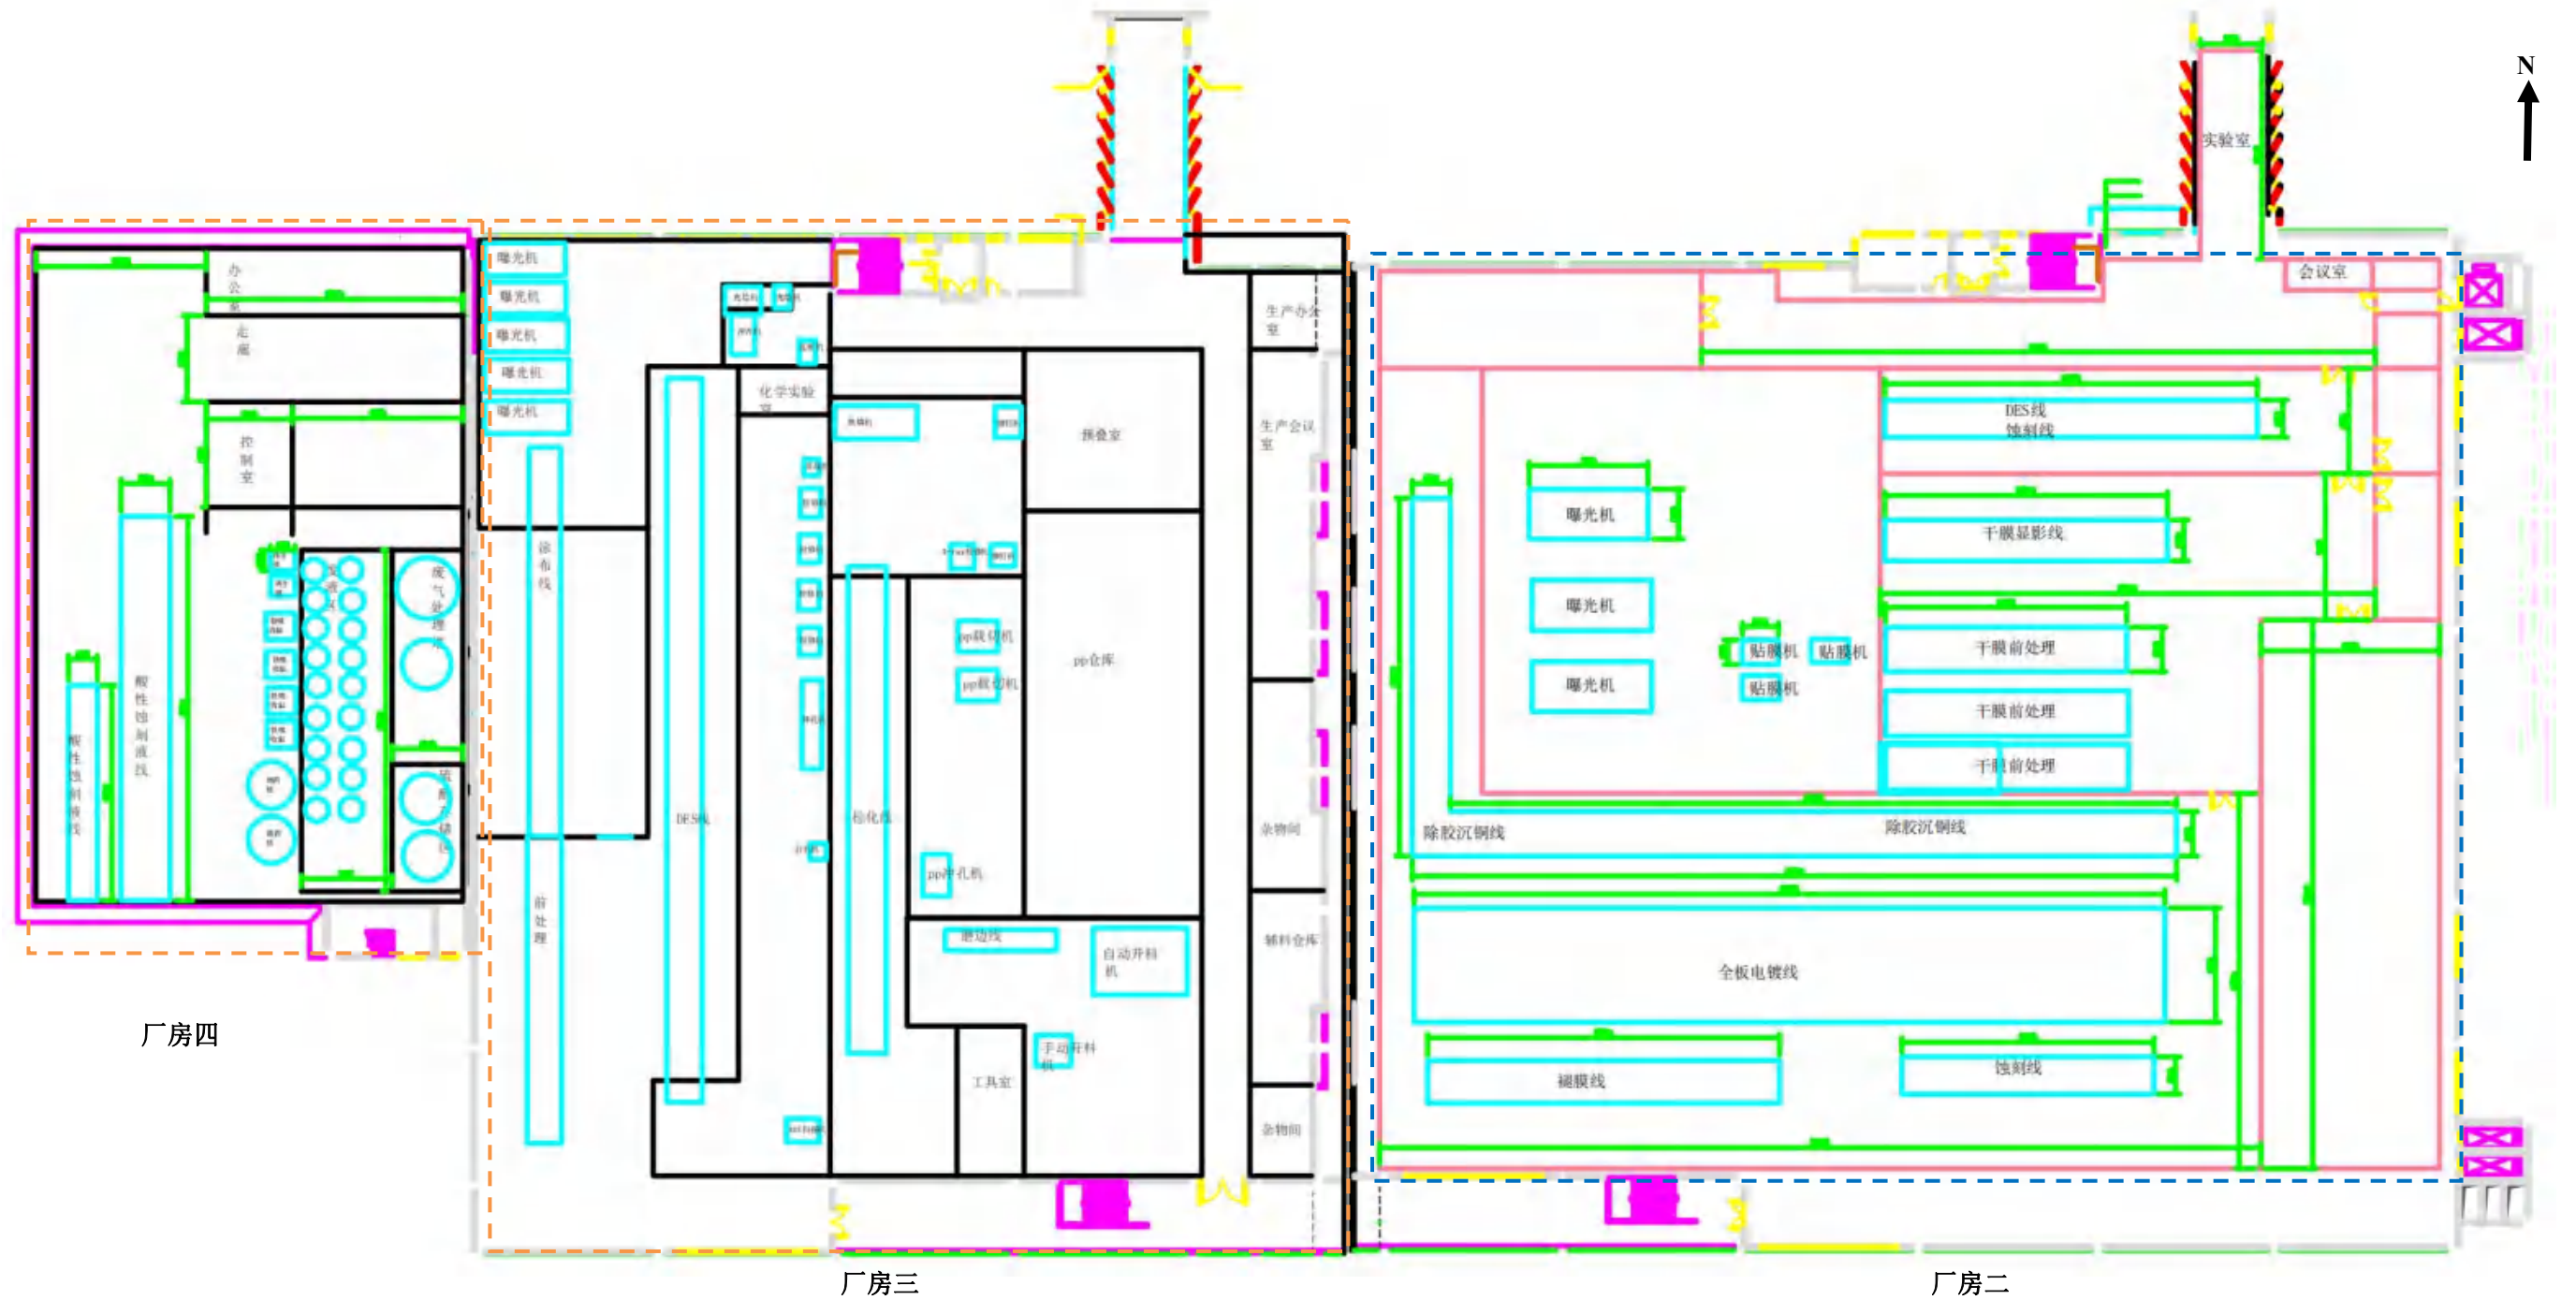 N
实验室
办
公
室
走
廊
控
制
室
酸
性
蚀
刻
液
线
酸
性
蚀
刻
液
线
废
气
处
理
塔
硫
酸
存
储
区
厂房四
曝光机
曝光机
曝光机
曝光机
曝光机
涂
布
线
前
处
理
DES线
化学实验
室
棕化线
预叠室
pp仓库
pp裁切机
pp裁切机
pp冲孔机
磨边线
自动开料
机
手动开料
机
工具室
生产办公
室
生产会议
室
杂物间
辅料仓库
杂物间
厂房三
会议室
DES线
蚀刻线
干膜显影线
曝光机
曝光机
曝光机
贴膜机
贴膜机
贴膜机
干膜前处理
干膜前处理
干膜前处理
除胶沉铜线
除胶沉铜线
全板电镀线
褪膜线
蚀刻线
厂房二